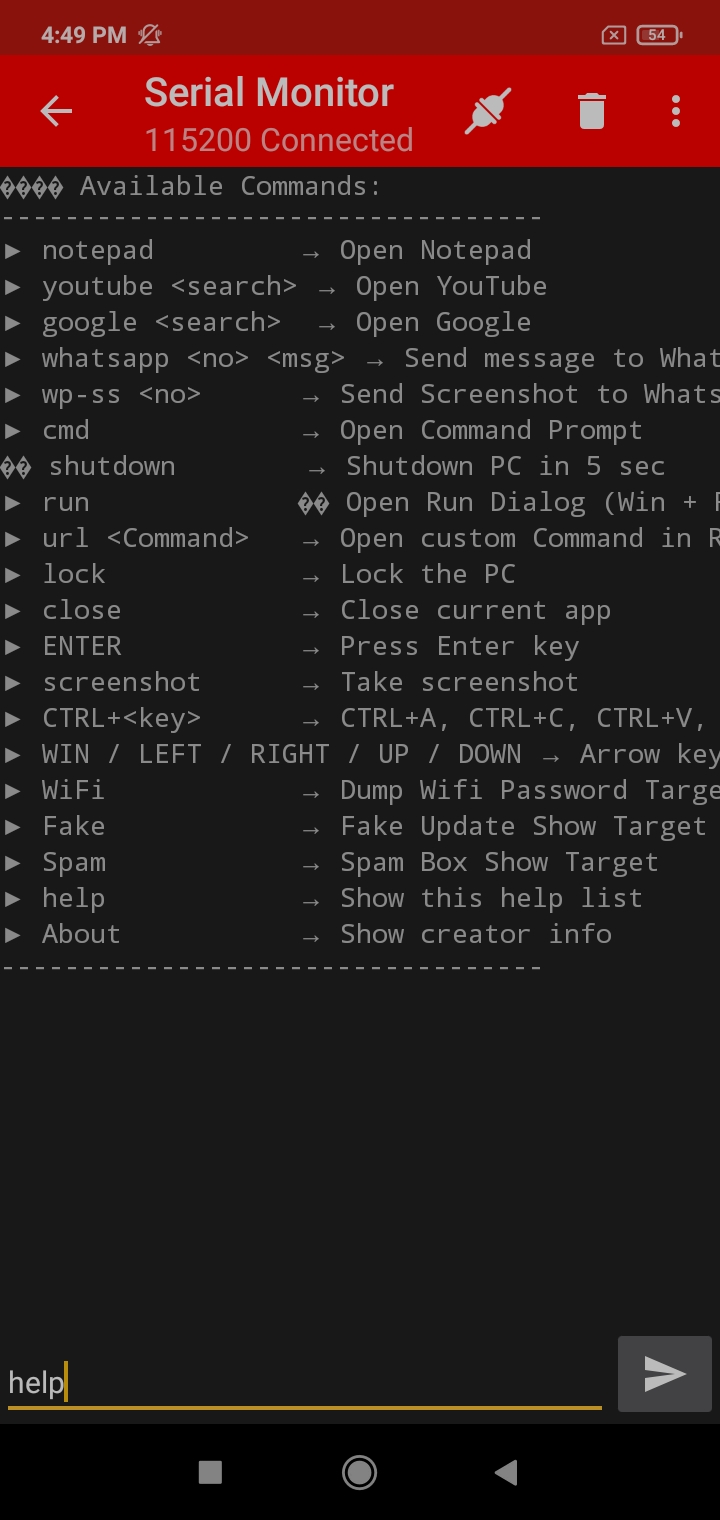 4:49 PM
54
Serial Monitor
115200 Connected
���� Available Commands:
----------------------------------
► notepad → Open Notepad
► youtube <search> → Open YouTube
► google <search> → Open Google
► whatsapp <no> <msg> → Send message to What
► wp-ss <no> → Send Screenshot to Whats
► cmd → Open Command Prompt
�� shutdown → Shutdown PC in 5 sec
► run �� Open Run Dialog (Win + R
► url <Command> → Open custom Command in R
► lock → Lock the PC
► close → Close current app
► ENTER → Press Enter key
► screenshot → Take screenshot
► CTRL+<key> → CTRL+A, CTRL+C, CTRL+V,
► WIN / LEFT / RIGHT / UP / DOWN → Arrow key
► WiFi → Dump Wifi Password Targe
► Fake → Fake Update Show Target
► Spam → Spam Box Show Target
► help → Show this help list
► About → Show creator info
----------------------------------
help